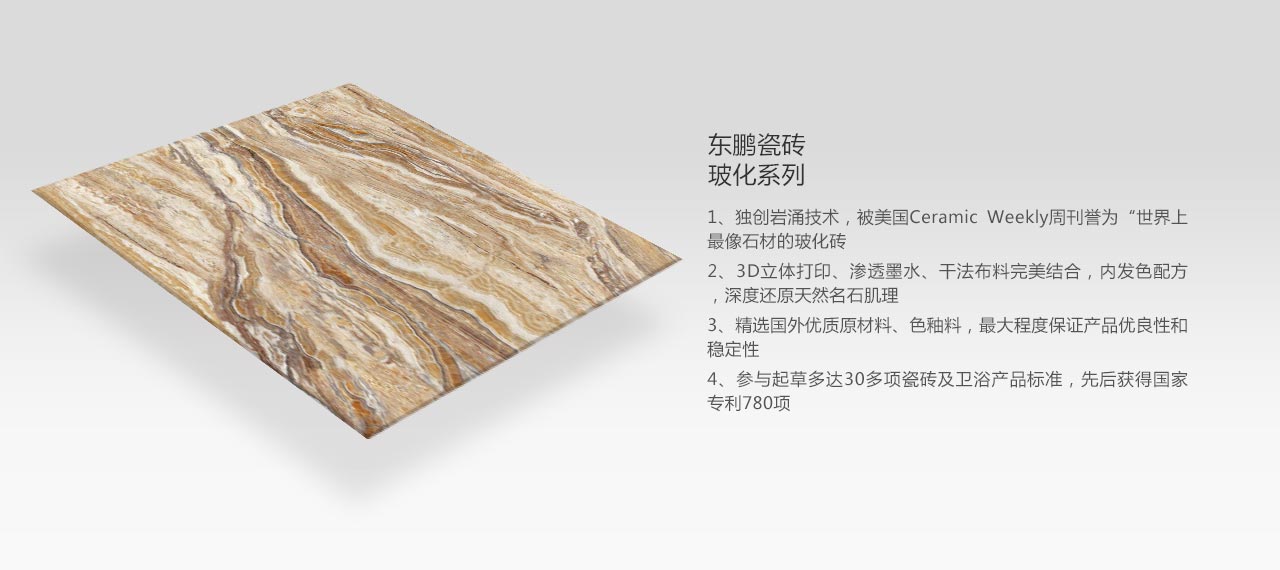 东鹏瓷砖
玻化系列
1、独创岩涌技术，被美国Ceramic Weekly周刊誉为“世界上
最像石材的玻化砖
2、3D立体打印、渗透墨水、干法布料完美结合，内发色配方
，深度还原天然名石肌理
3、精选国外优质原材料、色釉料，最大程度保证产品优良性和
稳定性
4、参与起草多达30多项瓷砖及卫浴产品标准，先后获得国家
专利780项